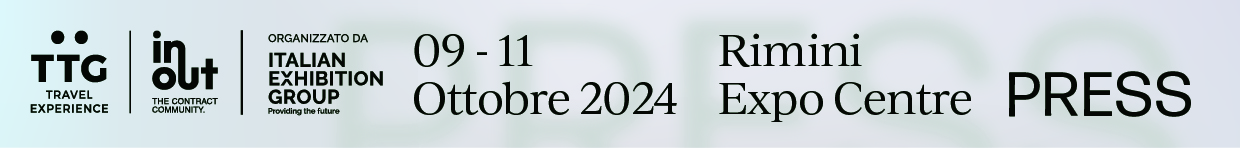 TTG
TRAVEL
EXPERIENCE
in
out
THE CONTRACT
COMMUNITY.
ORGANIZZATO DA
ITALIAN
EXHIBITION
GROUP
Providing the future
09 - 11
Ottobre 2024
Rimini
Expo Centre
PRESS
PRESS